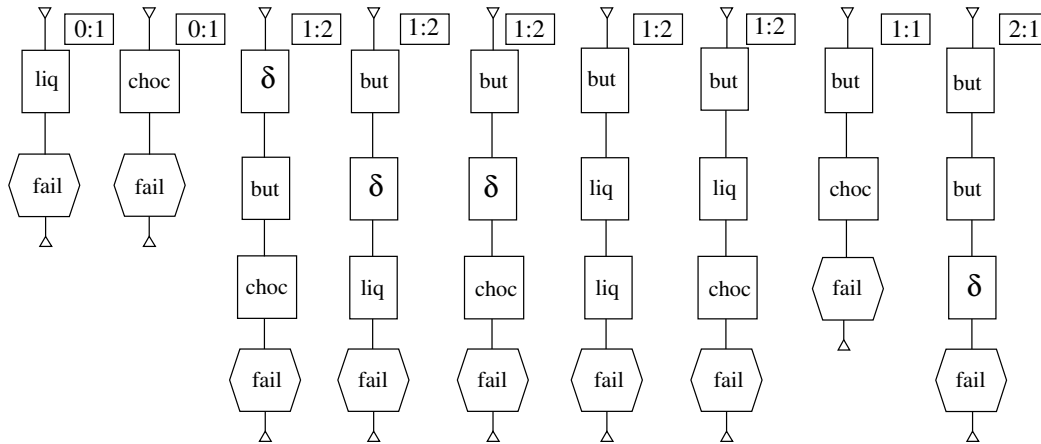 0:1 0:1 1:2 1:2 1:2 1:2 1:2 1:1 2:1
liq choc δ but but but but but but
fail fail but δ δ liq liq choc but
choc liq choc liq choc fail δ
fail fail fail fail fail fail